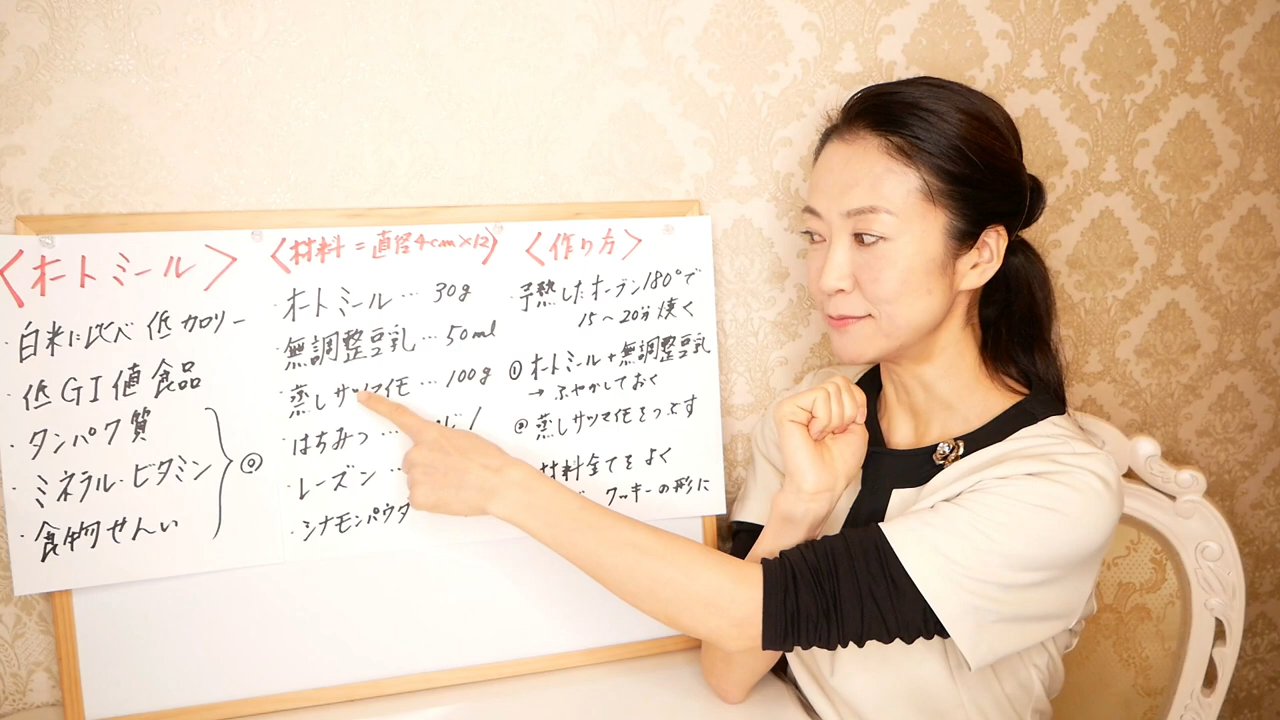 〈オートミール〉
・白米に比べ低カロリー
・低GI値食品
・タンパク質
・ミネラル・ビタミン
・食物せんい
◎
〈材料=直径4cm×12〉
・オートミール…30g
・無調整豆乳…50ml
・蒸しサツマイモ…100g
・はちみつ…
・レーズン…
・シナモンパウダ
〈作り方〉
・予熱したオーブン180°で
15〜20分焼く
①オートミール+無調整豆乳
→ふやかしておく
②蒸しサツマイモをつぶす
材料全てをよく
クッキーの形に